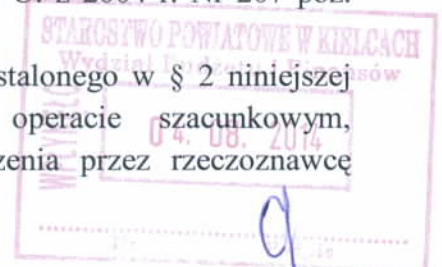 U. z 2004 r. Nr 207 poz.
STAROSTWO POWIATOWE W KIELCACH
Wydział Budżetu i Finansów
stalonego w § 2 niniejszej
operacie szacunkowym,
04. 08. 2014
zenia przez rzeczoznawcę